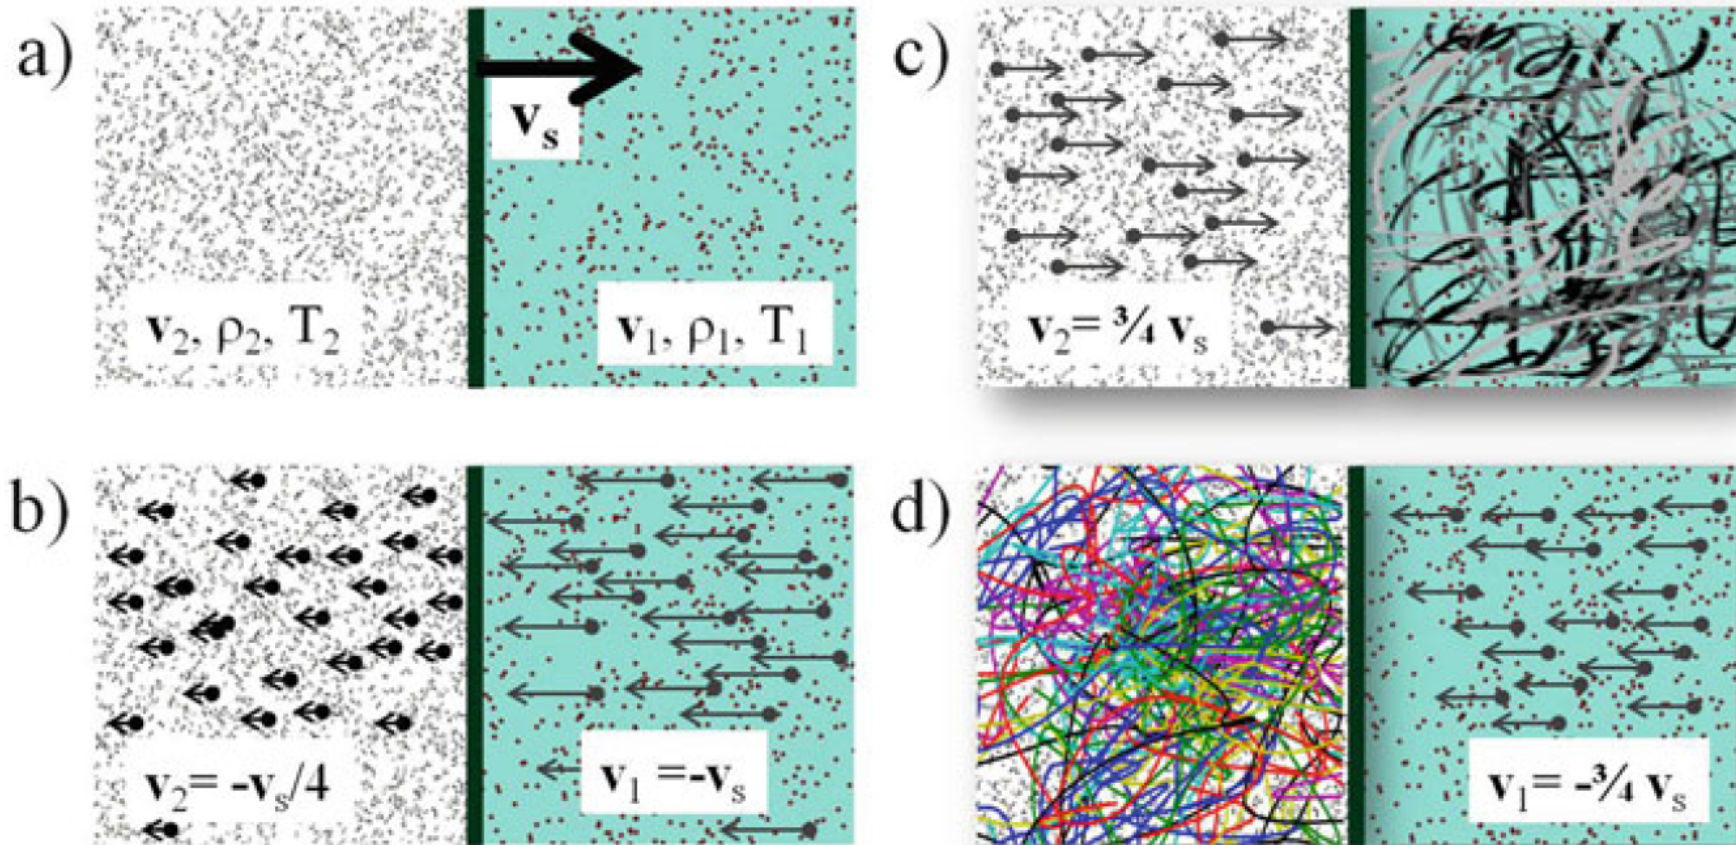 a)
v_s
v_2, ρ_2, T_2
v_1, ρ_1, T_1
b)
v_2= -v_s/4
v_1 =-v_s
c)
v_2= ¾ v_s
d)
v_1= -¾ v_s